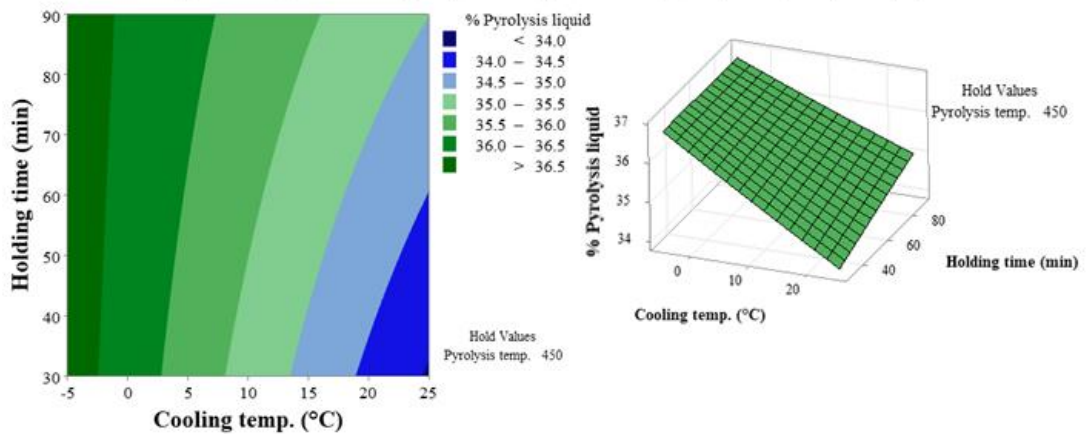 % Pyrolysis liquid
< 34.0
34.0 – 34.5
34.5 – 35.0
35.0 – 35.5
35.5 – 36.0
36.0 – 36.5
> 36.5
Hold Values
Pyrolysis temp. 450
90
80
70
60
50
40
30
Holding time (min)
-5 0 5 10 15 20 25
Cooling temp. (°C)
Hold Values
Pyrolysis temp. 450
37
36
35
34
% Pyrolysis liquid
80
60
40
Holding time (min)
0 10 20
Cooling temp. (°C)